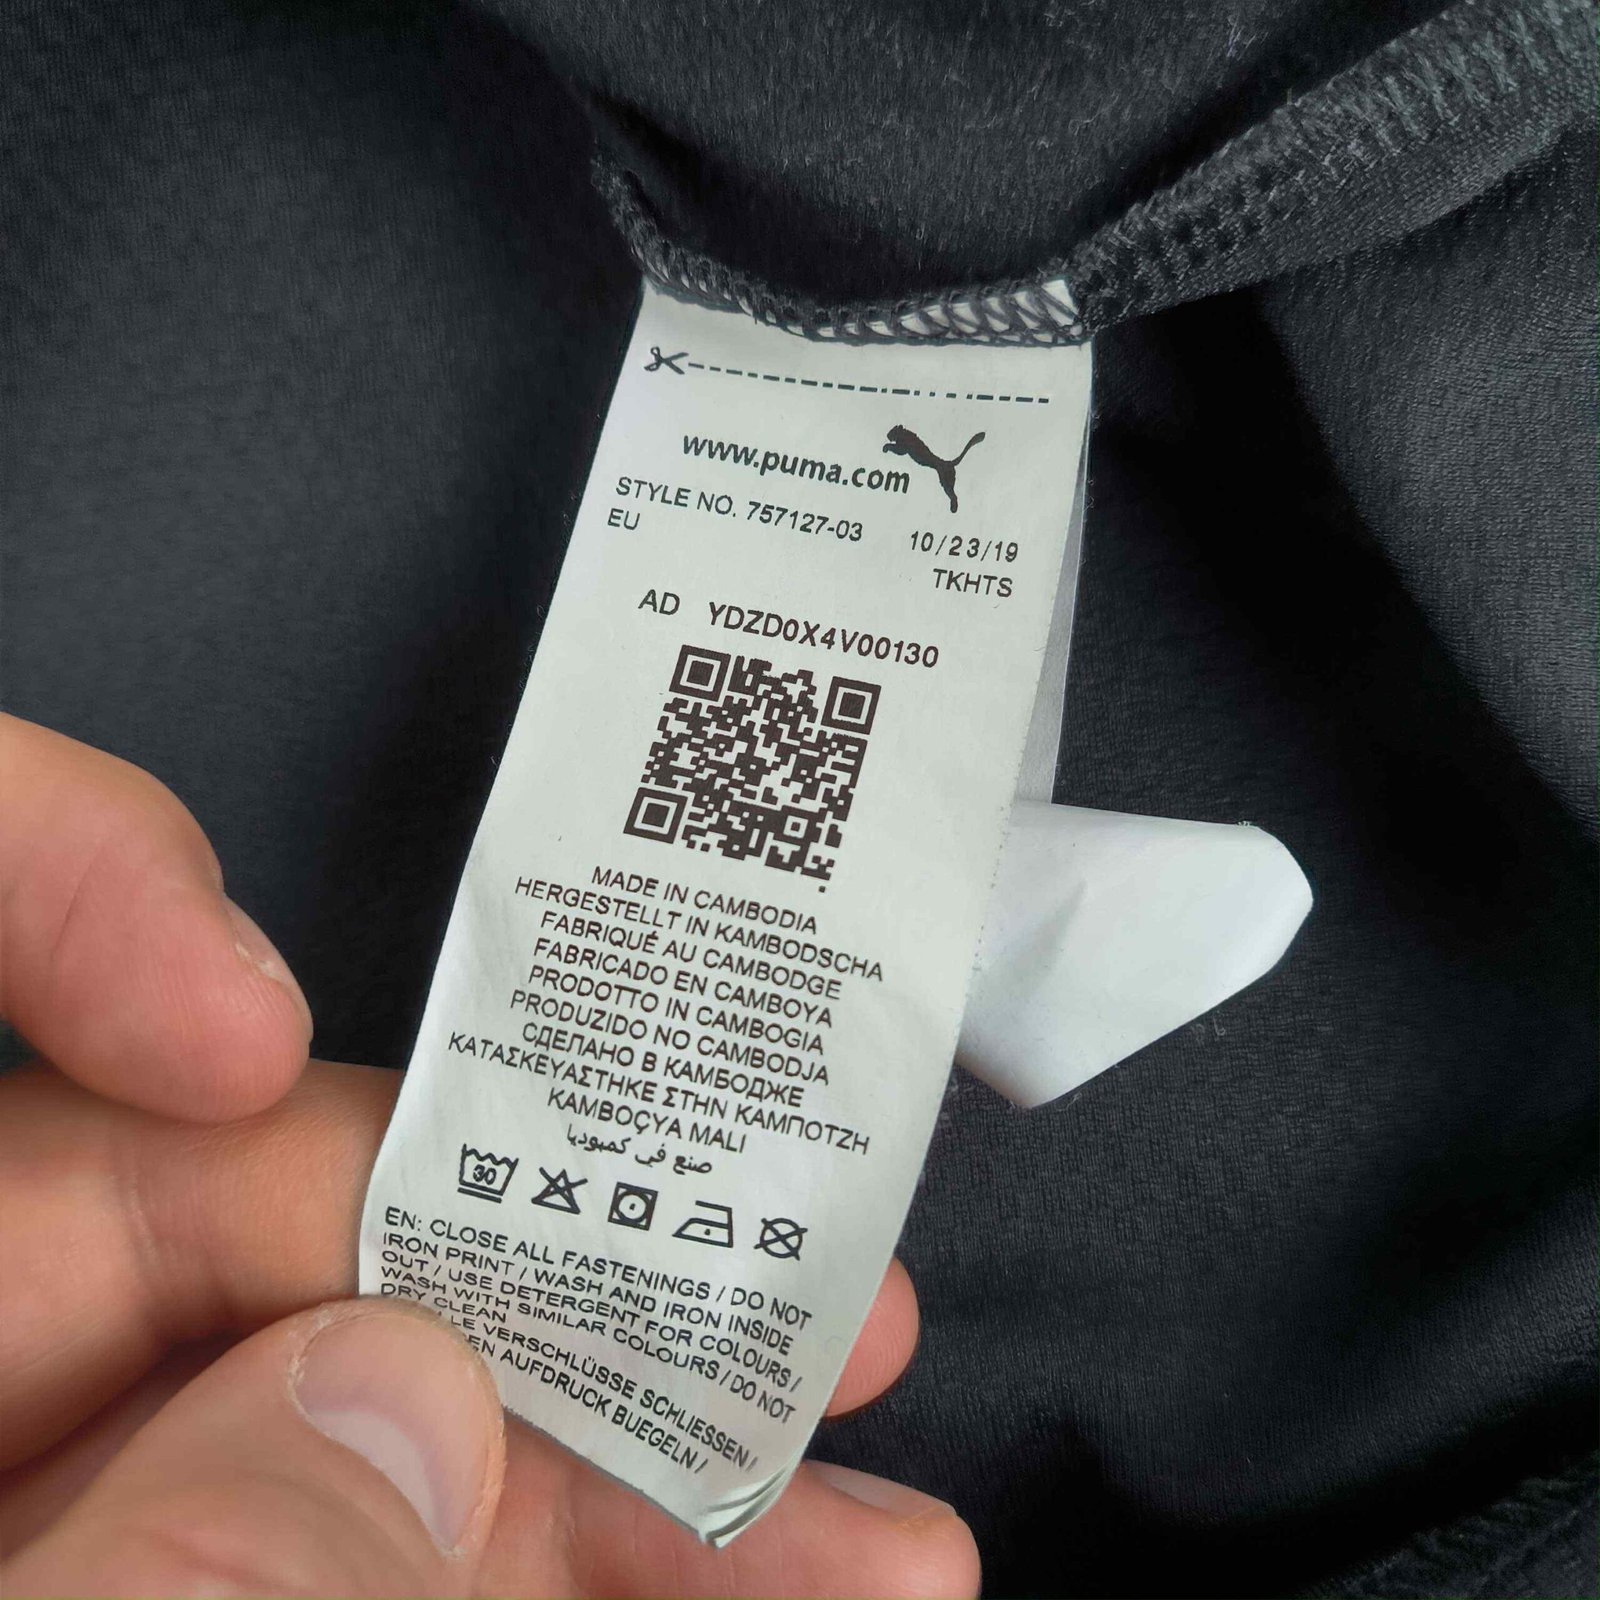 www.puma.com
STYLE NO. 757127-03 10/23/19
EU TKHTS
AD YDZD0X4V00130
MADE IN CAMBODIA
HERGESTELLT IN KAMBODSCHA
FABRIQUÉ AU CAMBODGE
FABRICADO EN CAMBOYA
PRODOTTO IN CAMBOGIA
PRODUZIDO NO CAMBODJA
СДЕЛАНО В КАМБОДЖЕ
ΚΑΤΑΣΚΕΥΑΣΤΗΚΕ ΣΤΗΝ ΚΑΜΠΟΤΖΗ
KAMBOÇYA MALI
صنع في كمبوديا
30
EN: CLOSE ALL FASTENINGS / DO NOT
IRON PRINT / WASH AND IRON INSIDE
OUT / USE DETERGENT FOR COLOURS /
WASH WITH SIMILAR COLOURS / DO NOT
DRY CLEAN
VERSCHLÜSSE SCHLIESSEN /
AUFDRUCK BUEGELN /